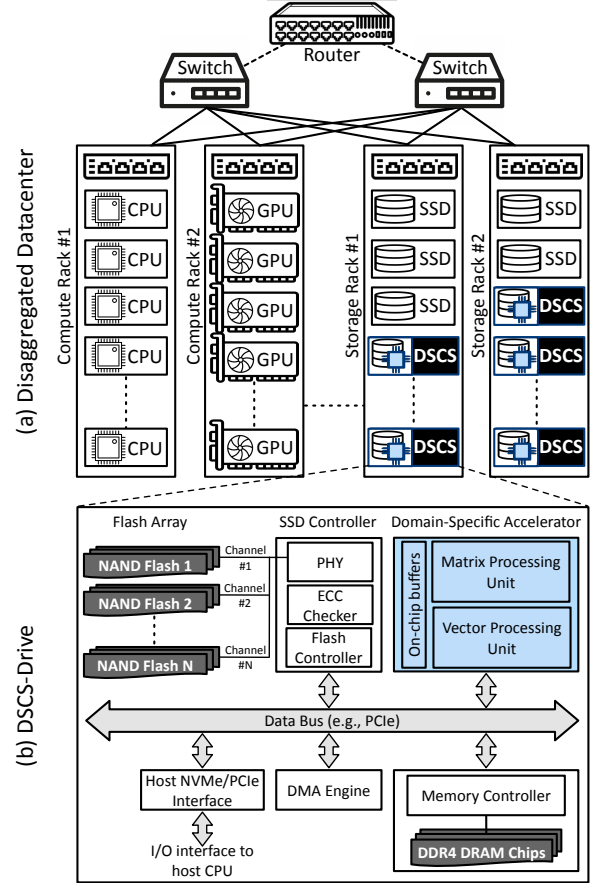 Router
Switch
Switch
(a) Disaggregated Datacenter
Compute Rack #1
CPU
CPU
CPU
CPU
CPU
Compute Rack #2
GPU
GPU
GPU
GPU
GPU
Storage Rack #1
SSD
SSD
SSD
DSCS
DSCS
Storage Rack #2
SSD
SSD
DSCS
DSCS
DSCS
(b) DSCS-Drive
Flash Array
NAND Flash 1
NAND Flash 2
NAND Flash N
Channel
#1
Channel
#2
Channel
#N
SSD Controller
PHY
ECC
Checker
Flash
Controller
Domain-Specific Accelerator
On-chip buffers
Matrix Processing
Unit
Vector Processing
Unit
Data Bus (e.g., PCIe)
Host NVMe/PCIe
Interface
I/O interface to
host CPU
DMA Engine
Memory Controller
DDR4 DRAM Chips